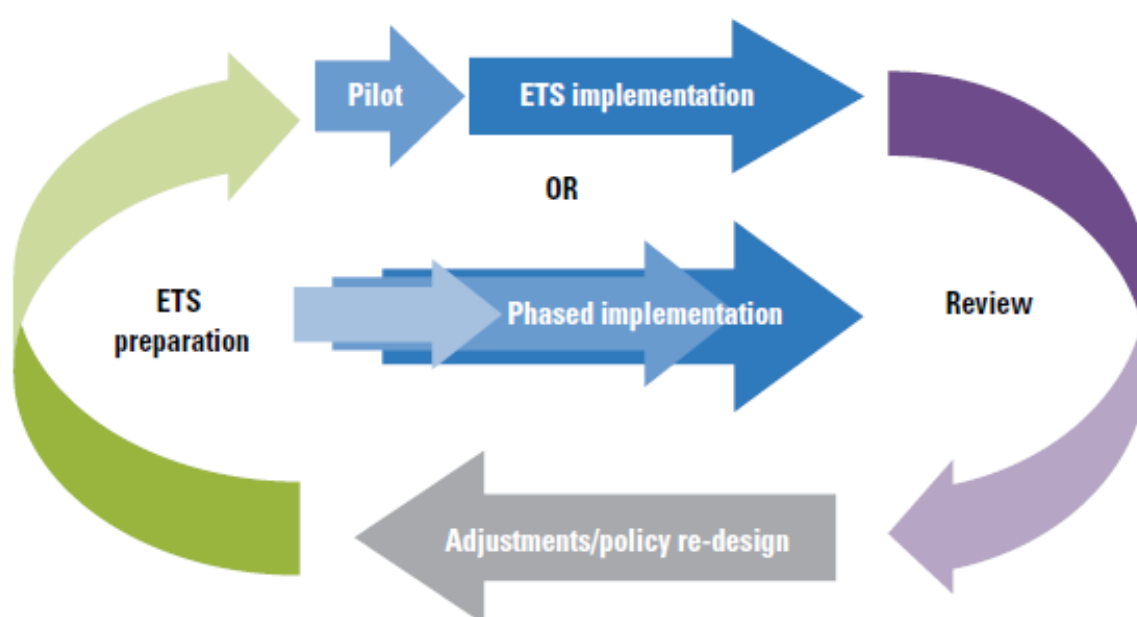 Pilot
ETS implementation
OR
ETS
preparation
Phased implementation
Review
Adjustments/policy re-design